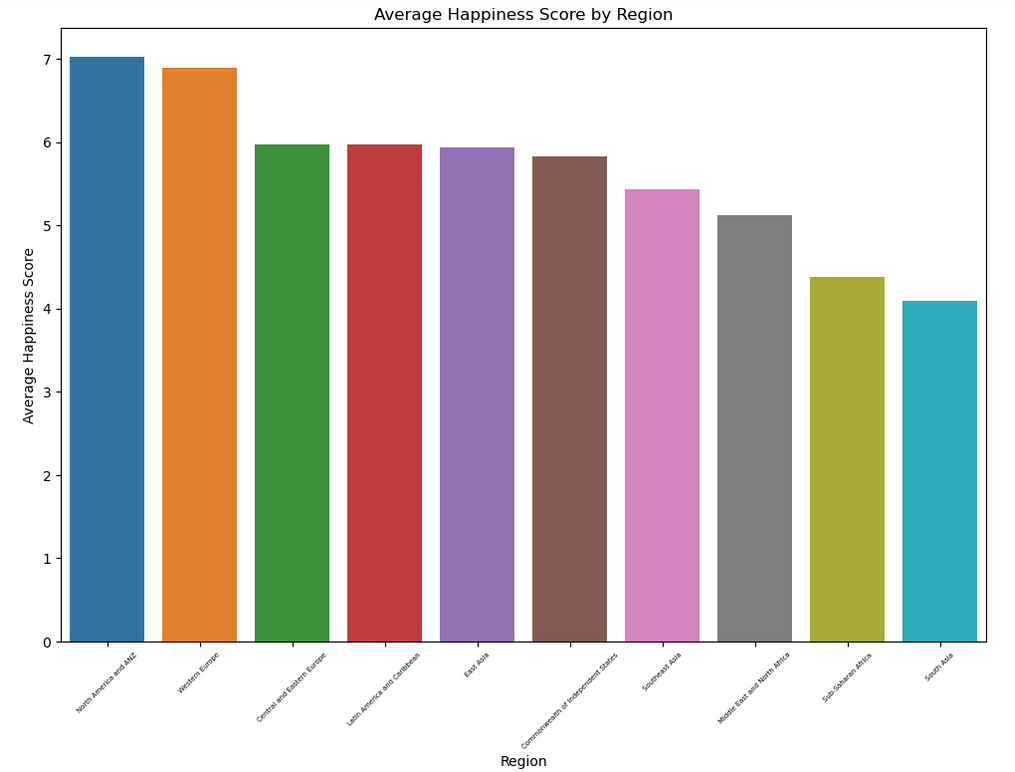 Average Happiness Score by Region
Average Happiness Score
7
6
5
4
3
2
1
0
North America and ANZ
Western Europe
Central and Eastern Europe
Latin America and Caribbean
East Asia
Commonwealth of Independent States
Southeast Asia
Middle East and North Africa
Sub-Saharan Africa
South Asia
Region